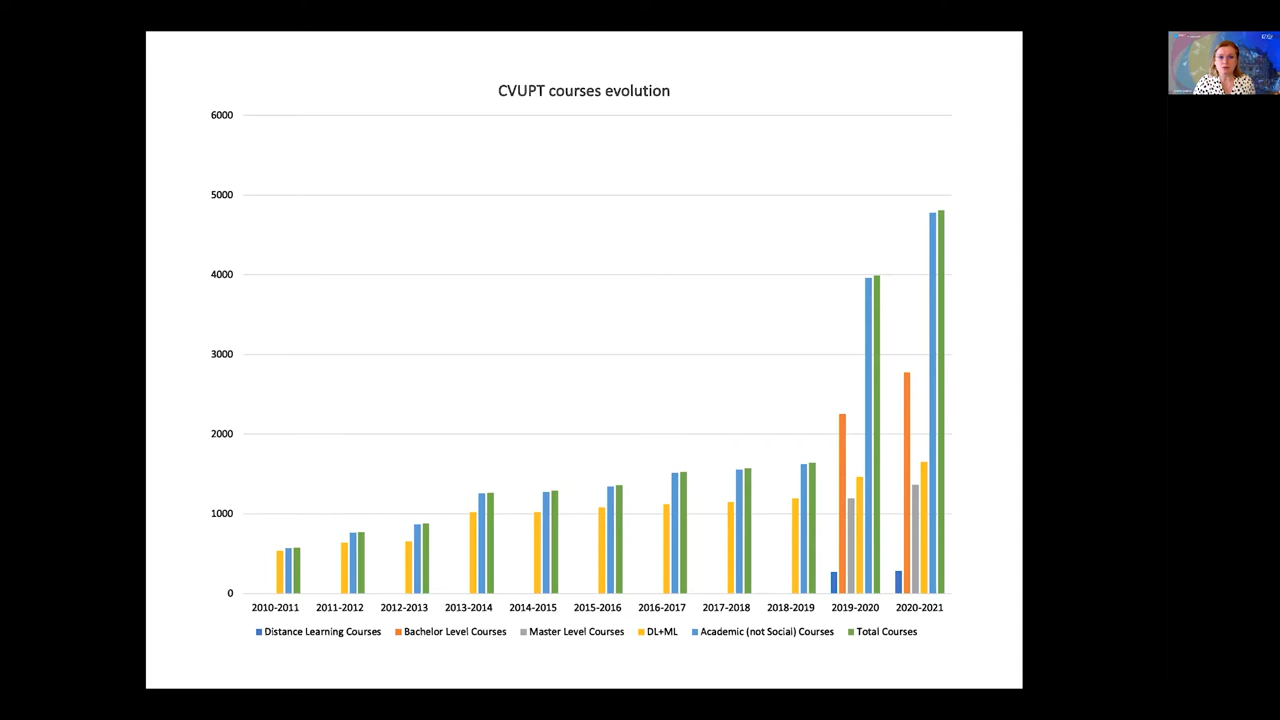 CVUPT courses evolution
6000
5000
4000
3000
2000
1000
0
2010-2011 2011-2012 2012-2013 2013-2014 2014-2015 2015-2016 2016-2017 2017-2018 2018-2019 2019-2020 2020-2021
Distance Learning Courses Bachelor Level Courses Master Level Courses DL+ML Academic (not Social) Courses Total Courses